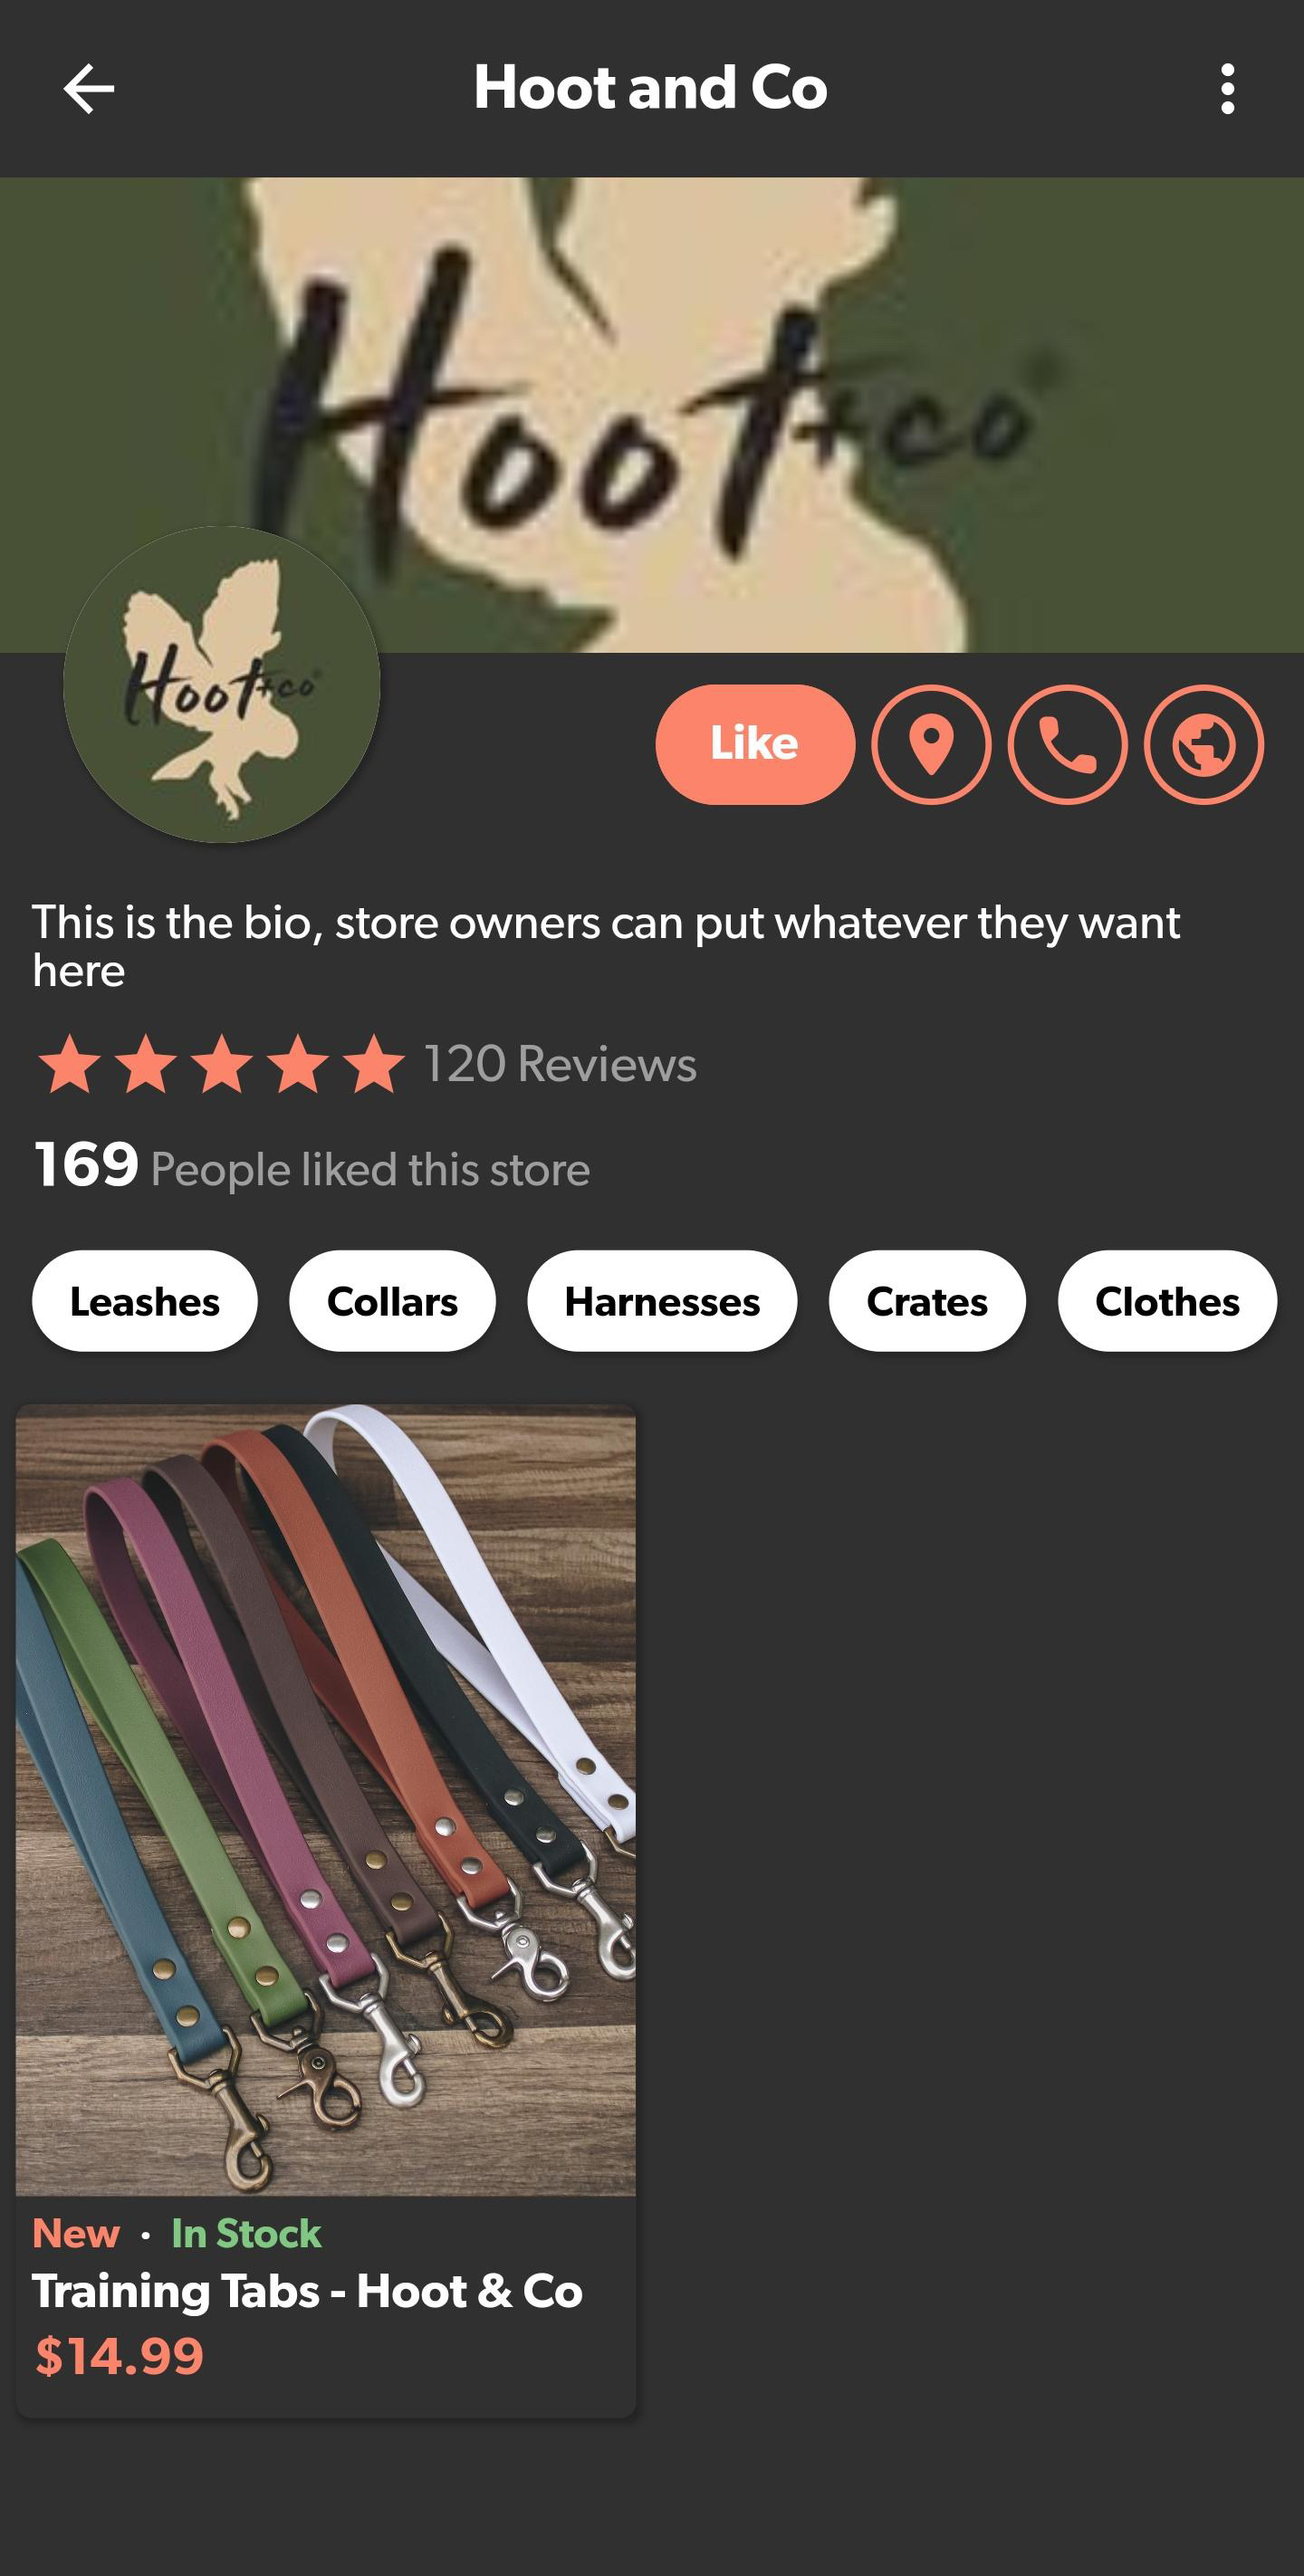 Hoot and Co
Hoot+co
Hoot+co
Like
This is the bio, store owners can put whatever they want
here
120 Reviews
169 People liked this store
Leashes
Collars
Harnesses
Crates
Clothes
New · In Stock
Training Tabs - Hoot & Co
$14.99